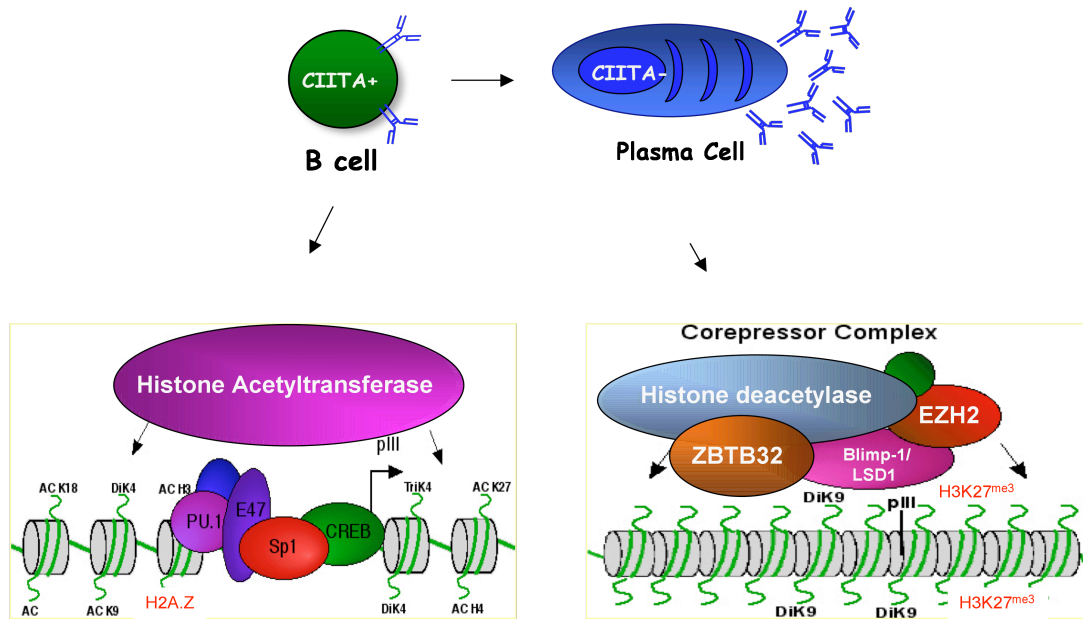 CIITA+
CIITA-
B cell
Plasma Cell
Histone Acetyltransferase
pIII
AC K18
DiK4
AC H3
TriK4
AC K27
PU.1
E47
Sp1
CREB
AC
AC K9
H2A.Z
DiK4
AC H4
Corepressor Complex
Histone deacetylase
EZH2
ZBTB32
Blimp-1/
LSD1
DiK9
H3K27me3
pIII
DiK9
DiK9
H3K27me3